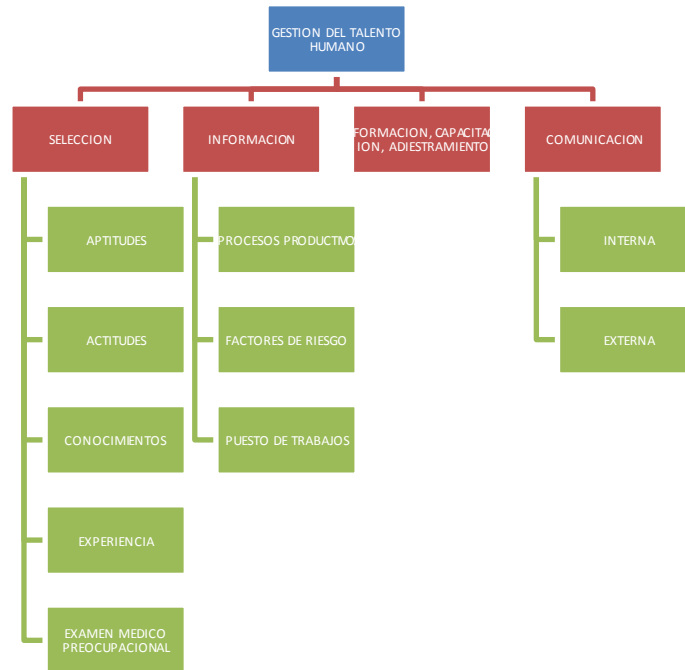 GESTION DEL TALENTO
HUMANO
SELECCION
INFORMACION
FORMACION, CAPACITAC
ION, ADIESTRAMIENTO
COMUNICACION
APTITUDES
PROCESOS PRODUCTIVO
INTERNA
ACTITUDES
FACTORES DE RIESGO
EXTERNA
CONOCIMIENTOS
PUESTO DE TRABAJOS
EXPERIENCIA
EXAMEN MEDICO
PREOCUPACIONAL